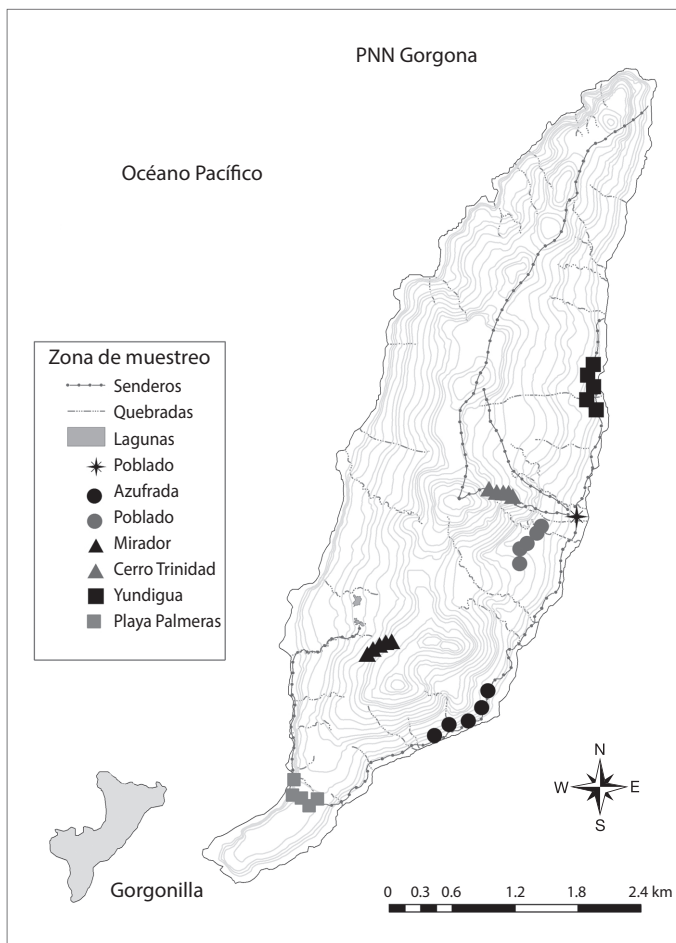 PNN Gorgona
Océano Pacífico
Zona de muestreo
Senderos
Quebradas
Lagunas
Poblado
Azufrada
Poblado
Mirador
Cerro Trinidad
Yundigua
Playa Palmeras
N
W E
S
Gorgonilla
0 0.3 0.6 1.2 1.8 2.4 km